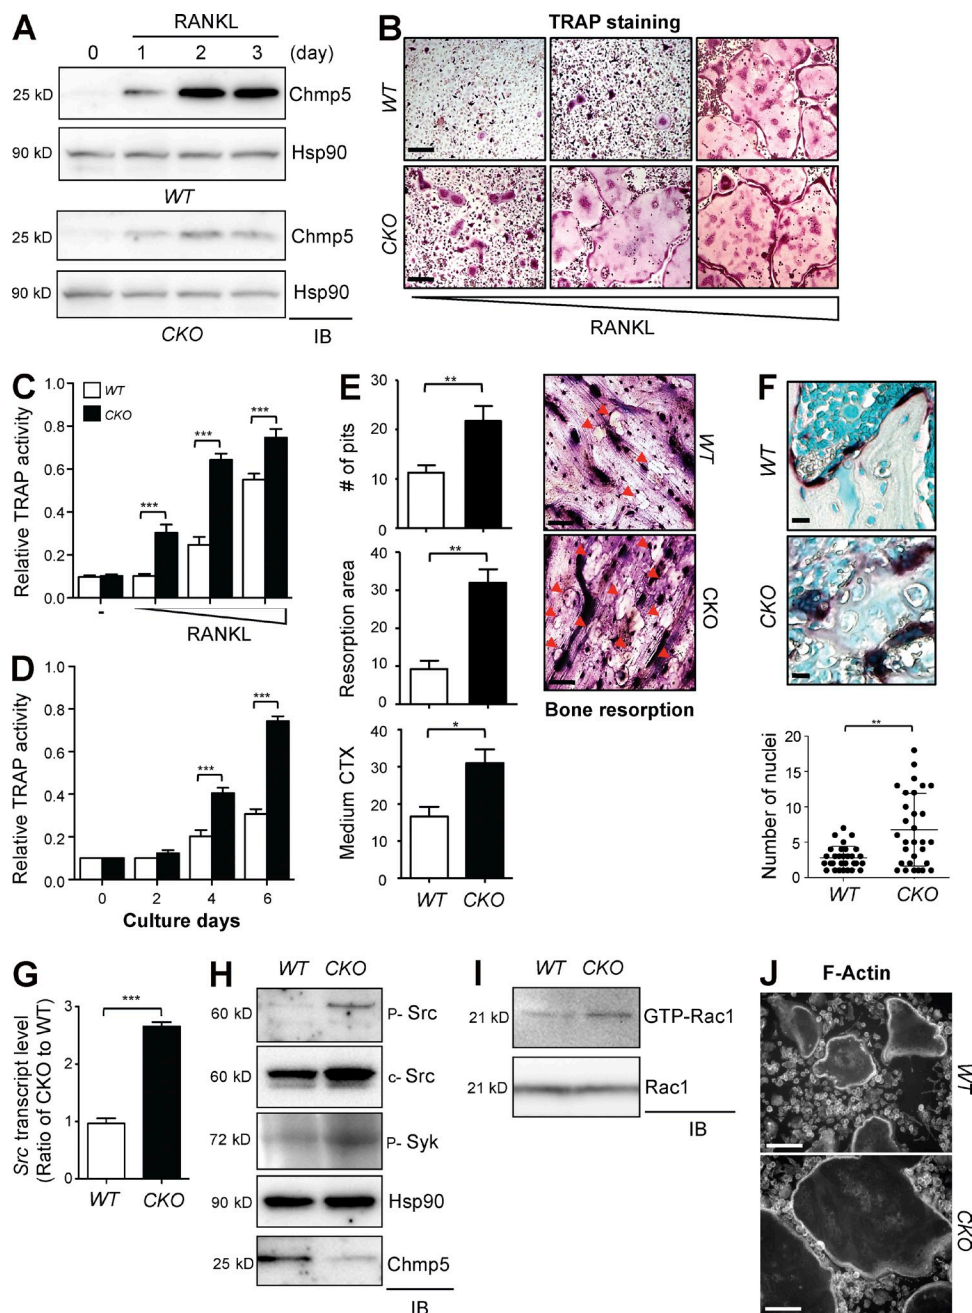 A
RANKL
0 1 2 3 (day)
25 kD Chmp5
90 kD Hsp90
WT
25 kD Chmp5
90 kD Hsp90
CKO IB
B
TRAP staining
WT
CKO
RANKL
C
Relative TRAP activity
1.0
0.8
0.6
0.4
0.2
0.0
WT
CKO
***
***
***
-
RANKL
D
Relative TRAP activity
1.0
0.8
0.6
0.4
0.2
0.0
***
***
0 2 4 6
Culture days
E
# of pits
30
20
10
0
**
Resorption area
40
30
20
10
0
**
Medium CTX
40
30
20
10
0
*
WT CKO
WT
CKO
Bone resorption
F
WT
CKO
Number of nuclei
20
15
10
5
0
**
WT CKO
G
Src transcript level
(Ratio of CKO to WT)
3
2
1
0
***
WT CKO
H
WT CKO
60 kD P- Src
60 kD c- Src
72 kD P- Syk
90 kD Hsp90
25 kD Chmp5
IB
I
WT CKO
21 kD GTP-Rac1
21 kD Rac1
IB
J
F-Actin
WT
CKO